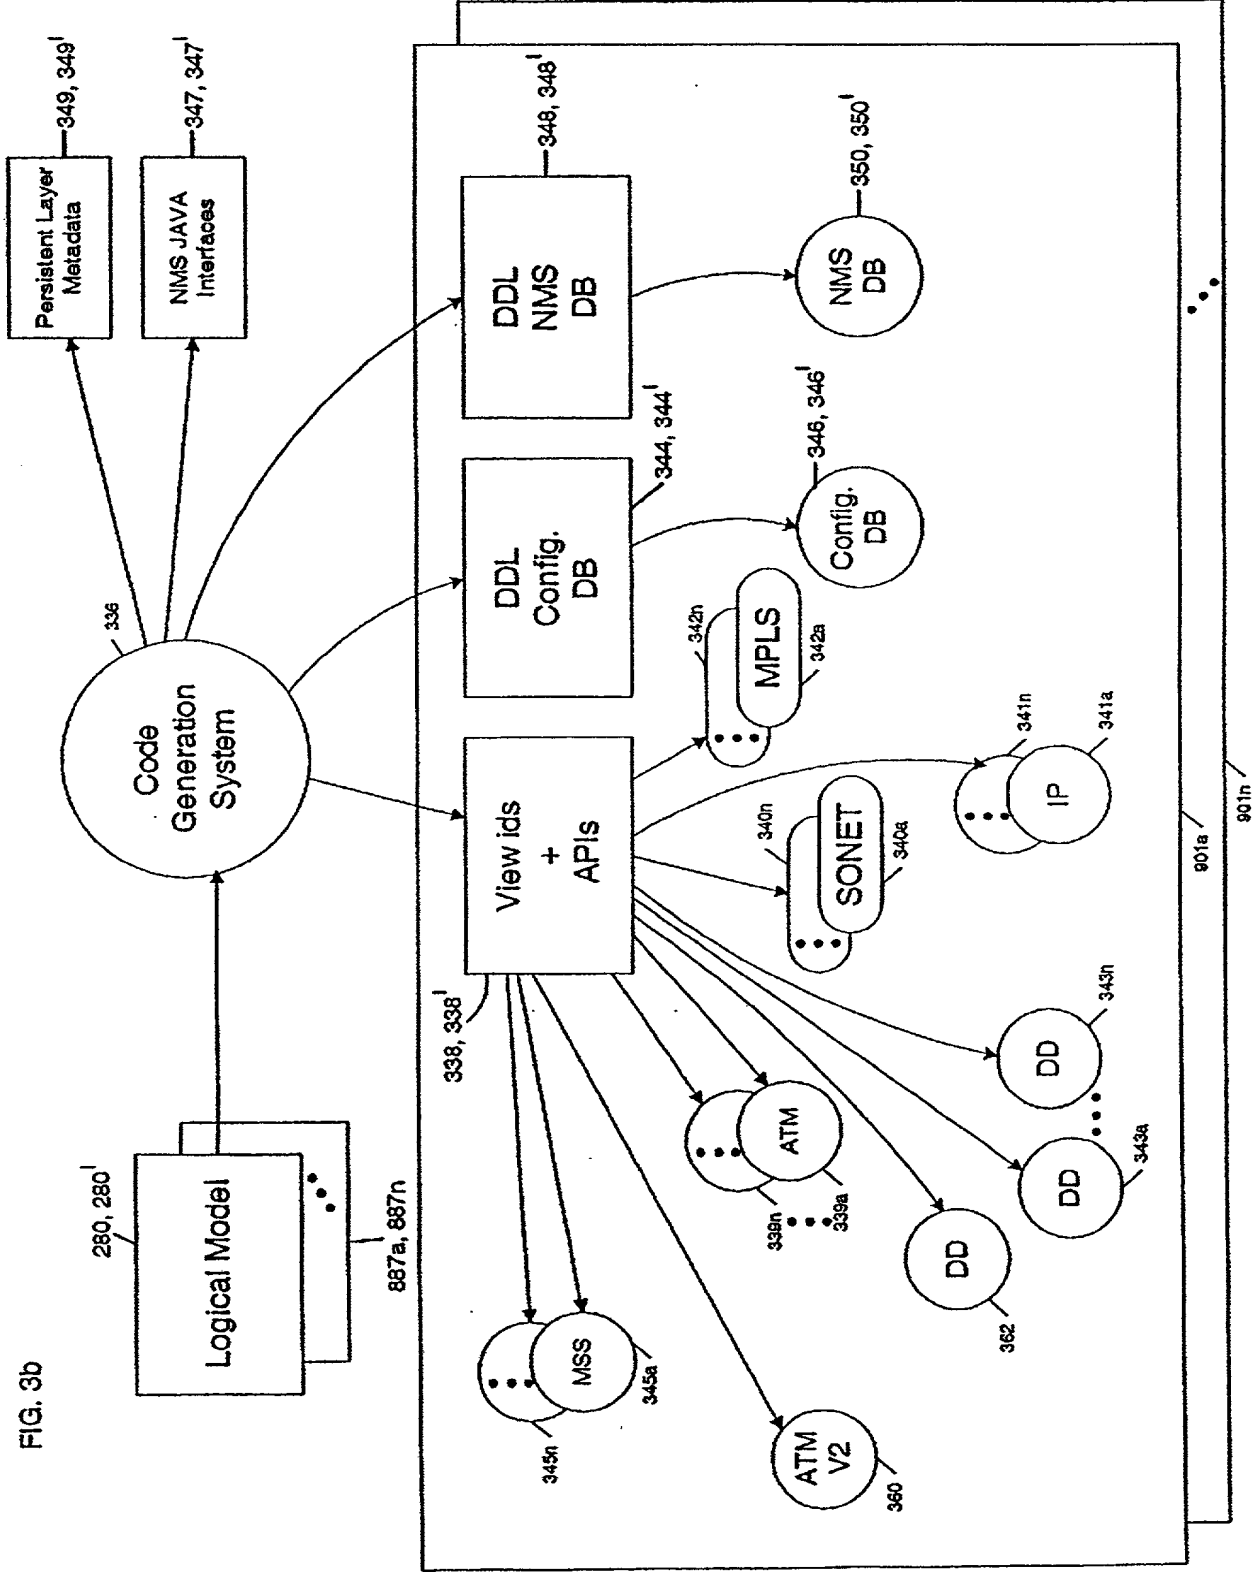 FIG. 3b
280, 280'
Logical Model
887a, 887n
Code
Generation
System
336
Persistent Layer
Metadata
349, 349'
NMS JAVA
Interfaces
347, 347'
338, 338'
View ids
+
APIs
DDL
Config.
DB
344, 344'
DDL
NMS
DB
348, 348'
Config.
DB
346, 346'
NMS
DB
350, 350'
MSS
345n
345a
ATM
V2
360
ATM
339n
339a
DD
362
DD
343a
DD
343n
SONET
340n
340a
MPLS
342n
342a
IP
341n
341a
901a
901n